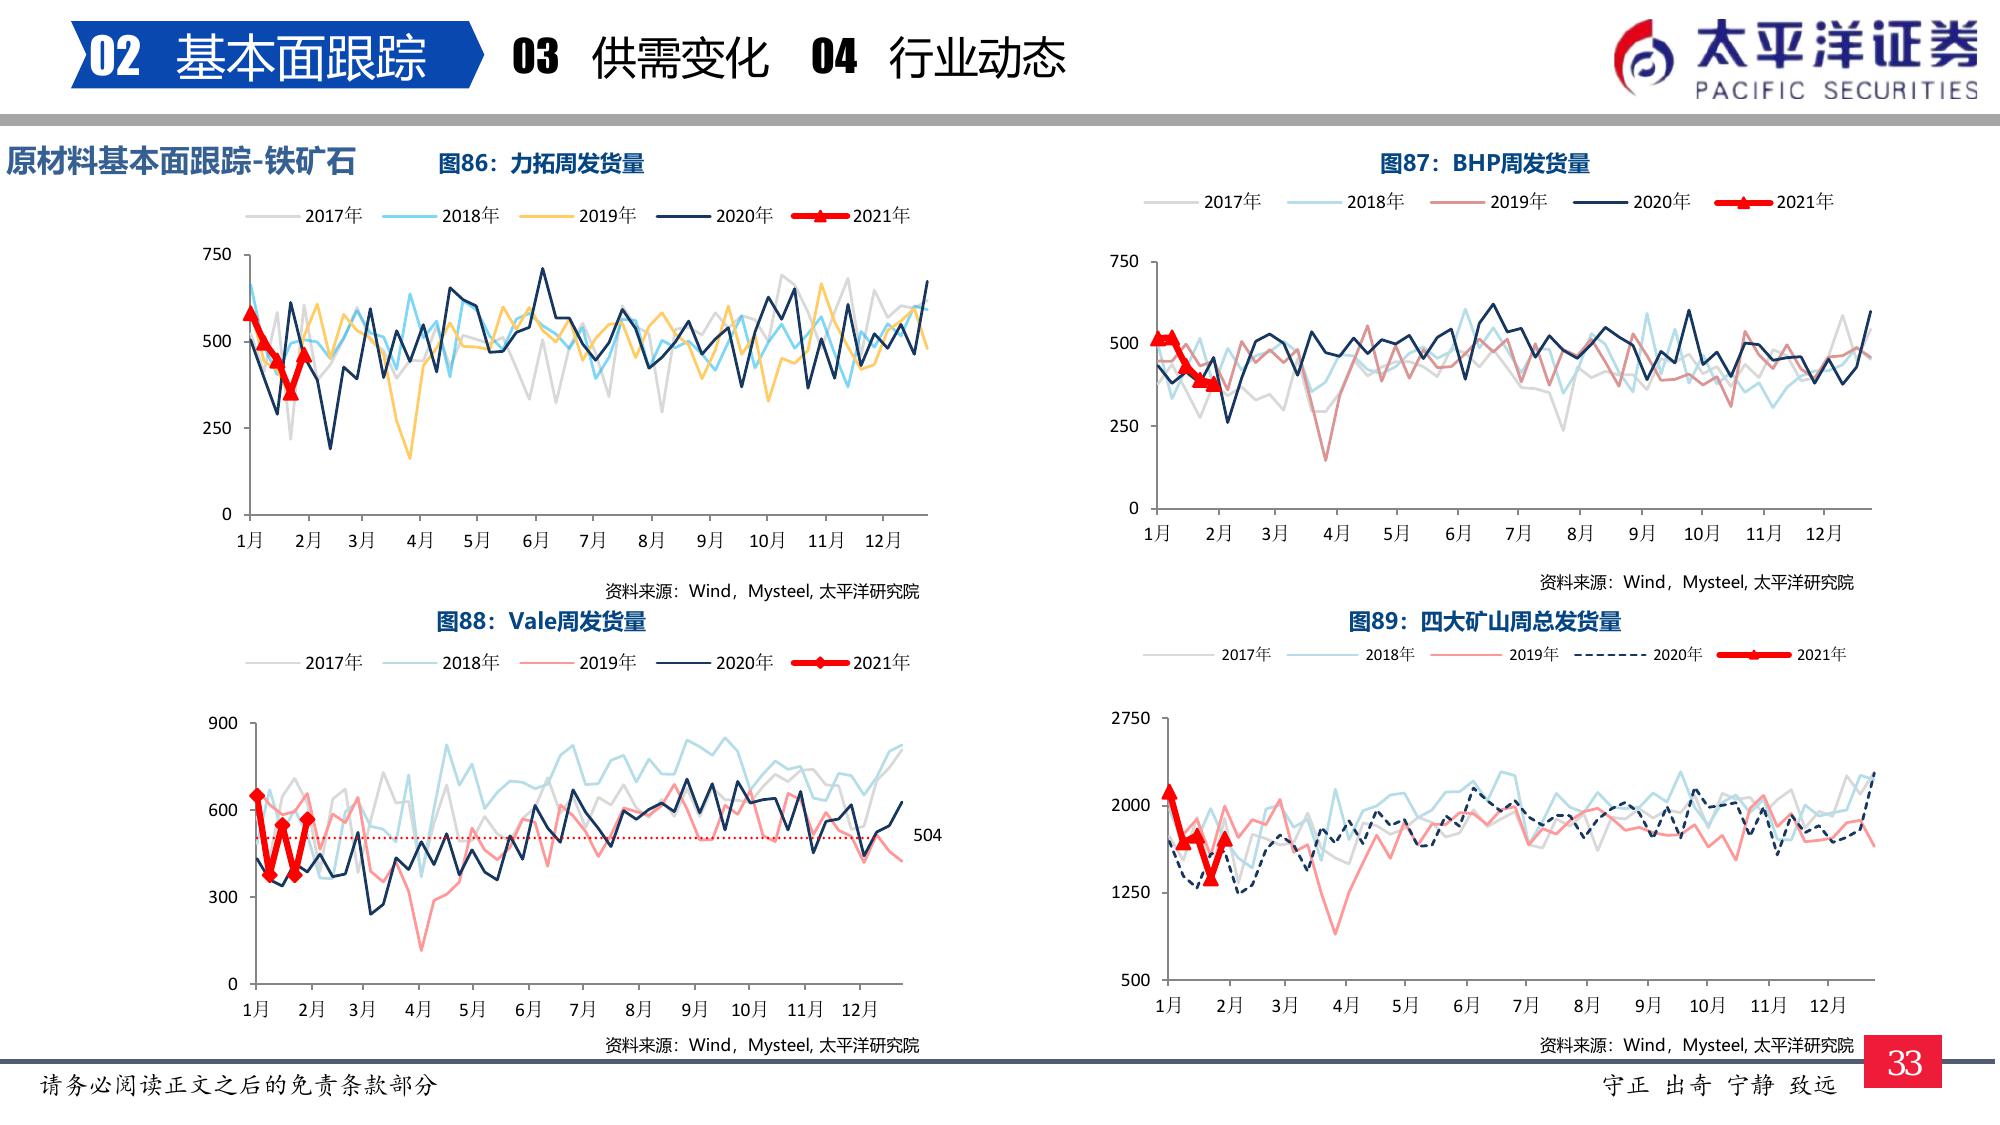 02 基本面跟踪 03 供需变化 04 行业动态
太平洋证券
PACIFIC SECURITIES
原材料基本面跟踪-铁矿石
图86：力拓周发货量
2017年 2018年 2019年 2020年 2021年
750
500
250
0
1月 2月 3月 4月 5月 6月 7月 8月 9月 10月 11月 12月
资料来源：Wind，Mysteel, 太平洋研究院
图87：BHP周发货量
2017年 2018年 2019年 2020年 2021年
750
500
250
0
1月 2月 3月 4月 5月 6月 7月 8月 9月 10月 11月 12月
资料来源：Wind，Mysteel, 太平洋研究院
图88：Vale周发货量
2017年 2018年 2019年 2020年 2021年
900
600
504
300
0
1月 2月 3月 4月 5月 6月 7月 8月 9月 10月 11月 12月
资料来源：Wind，Mysteel, 太平洋研究院
图89：四大矿山周总发货量
2017年 2018年 2019年 2020年 2021年
2750
2000
1250
500
1月 2月 3月 4月 5月 6月 7月 8月 9月 10月 11月 12月
资料来源：Wind，Mysteel, 太平洋研究院
33
请务必阅读正文之后的免责条款部分
守正 出奇 宁静 致远